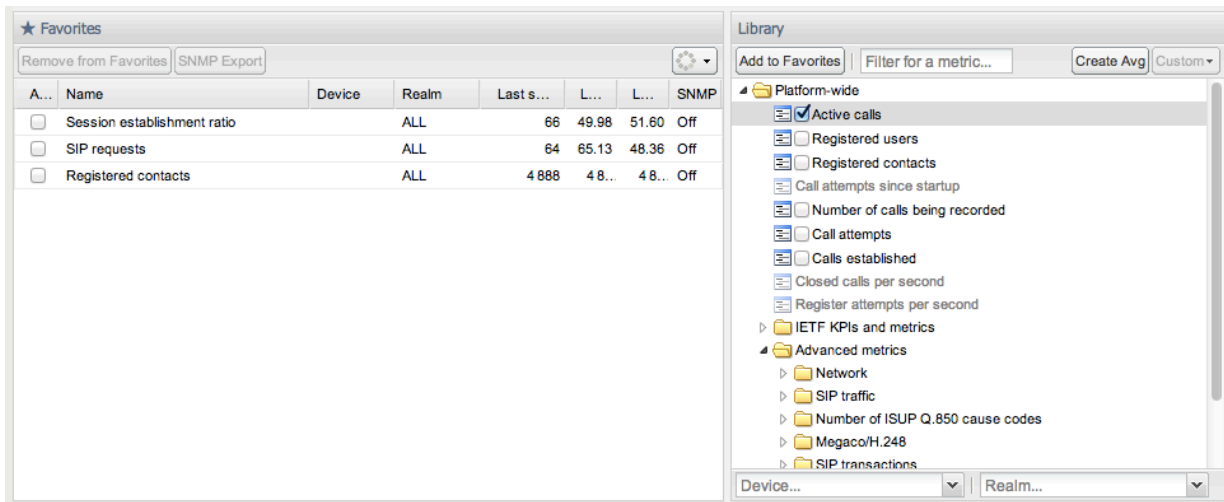 Favorites
Remove from Favorites SNMP Export
A... Name Device Realm Last s... L... L... SNMP
Session establishment ratio ALL 66 49.98 51.60 Off
SIP requests ALL 64 65.13 48.36 Off
Registered contacts ALL 4 888 4 8... 4 8... Off
Library
Add to Favorites Filter for a metric... Create Avg Custom
Platform-wide
Active calls
Registered users
Registered contacts
Call attempts since startup
Number of calls being recorded
Call attempts
Calls established
Closed calls per second
Register attempts per second
IETF KPIs and metrics
Advanced metrics
Network
SIP traffic
Number of ISUP Q.850 cause codes
Megaco/H.248
SIP transactions
Device... Realm...